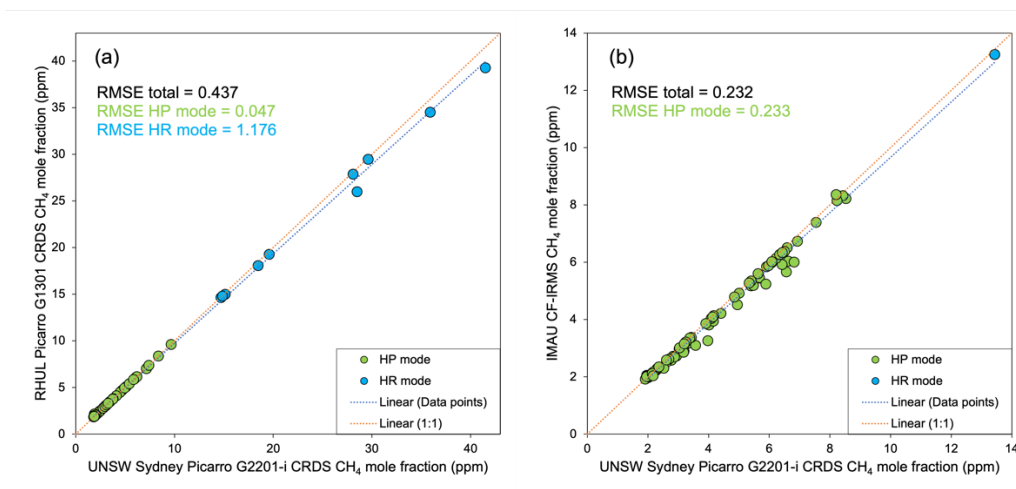 (a)
RMSE total = 0.437
RMSE HP mode = 0.047
RMSE HR mode = 1.176
RHUL Picarro G1301 CRDS CH₄ mole fraction (ppm)
40
35
30
25
20
15
10
5
0
HP mode
HR mode
Linear (Data points)
Linear (1:1)
0
10
20
30
40
UNSW Sydney Picarro G2201-i CRDS CH₄ mole fraction (ppm)
(b)
RMSE total = 0.232
RMSE HP mode = 0.233
IMAU CF-IRMS CH₄ mole fraction (ppm)
14
12
10
8
6
4
2
0
HP mode
HR mode
Linear (Data points)
Linear (1:1)
0
2
4
6
8
10
12
14
UNSW Sydney Picarro G2201-i CRDS CH₄ mole fraction (ppm)